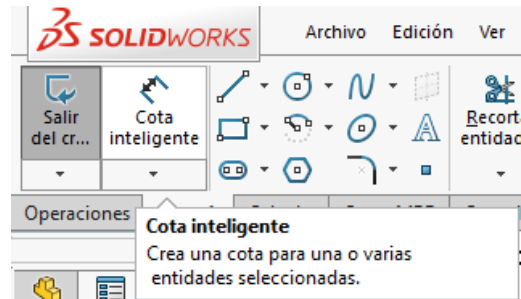 SOLIDWORKS
Archivo Edición Ver
Salir del cr...
Cota inteligente
Recorta
entidad
Operaciones
Cota inteligente
Crea una cota para una o varias
entidades seleccionadas.